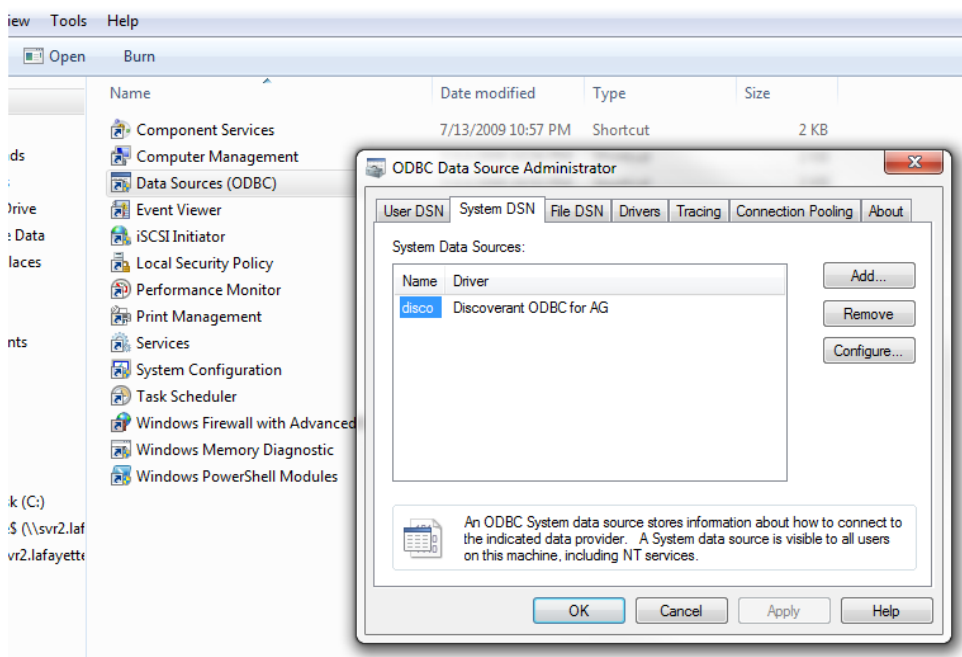 iew Tools Help
Open Burn
Name Date modified Type Size
Component Services 7/13/2009 10:57 PM Shortcut 2 KB
Computer Management
Data Sources (ODBC)
Event Viewer
iSCSI Initiator
Local Security Policy
Performance Monitor
Print Management
Services
System Configuration
Task Scheduler
Windows Firewall with Advanced
Windows Memory Diagnostic
Windows PowerShell Modules
ds
Drive
e Data
laces
nts
sk (C:)
e$ (\\svr2.laf
vr2.lafayette
ODBC Data Source Administrator
User DSN System DSN File DSN Drivers Tracing Connection Pooling About
System Data Sources:
Name Driver
disco Discoverant ODBC for AG
Add...
Remove
Configure...
An ODBC System data source stores information about how to connect to
the indicated data provider. A System data source is visible to all users
on this machine, including NT services.
OK Cancel Apply Help